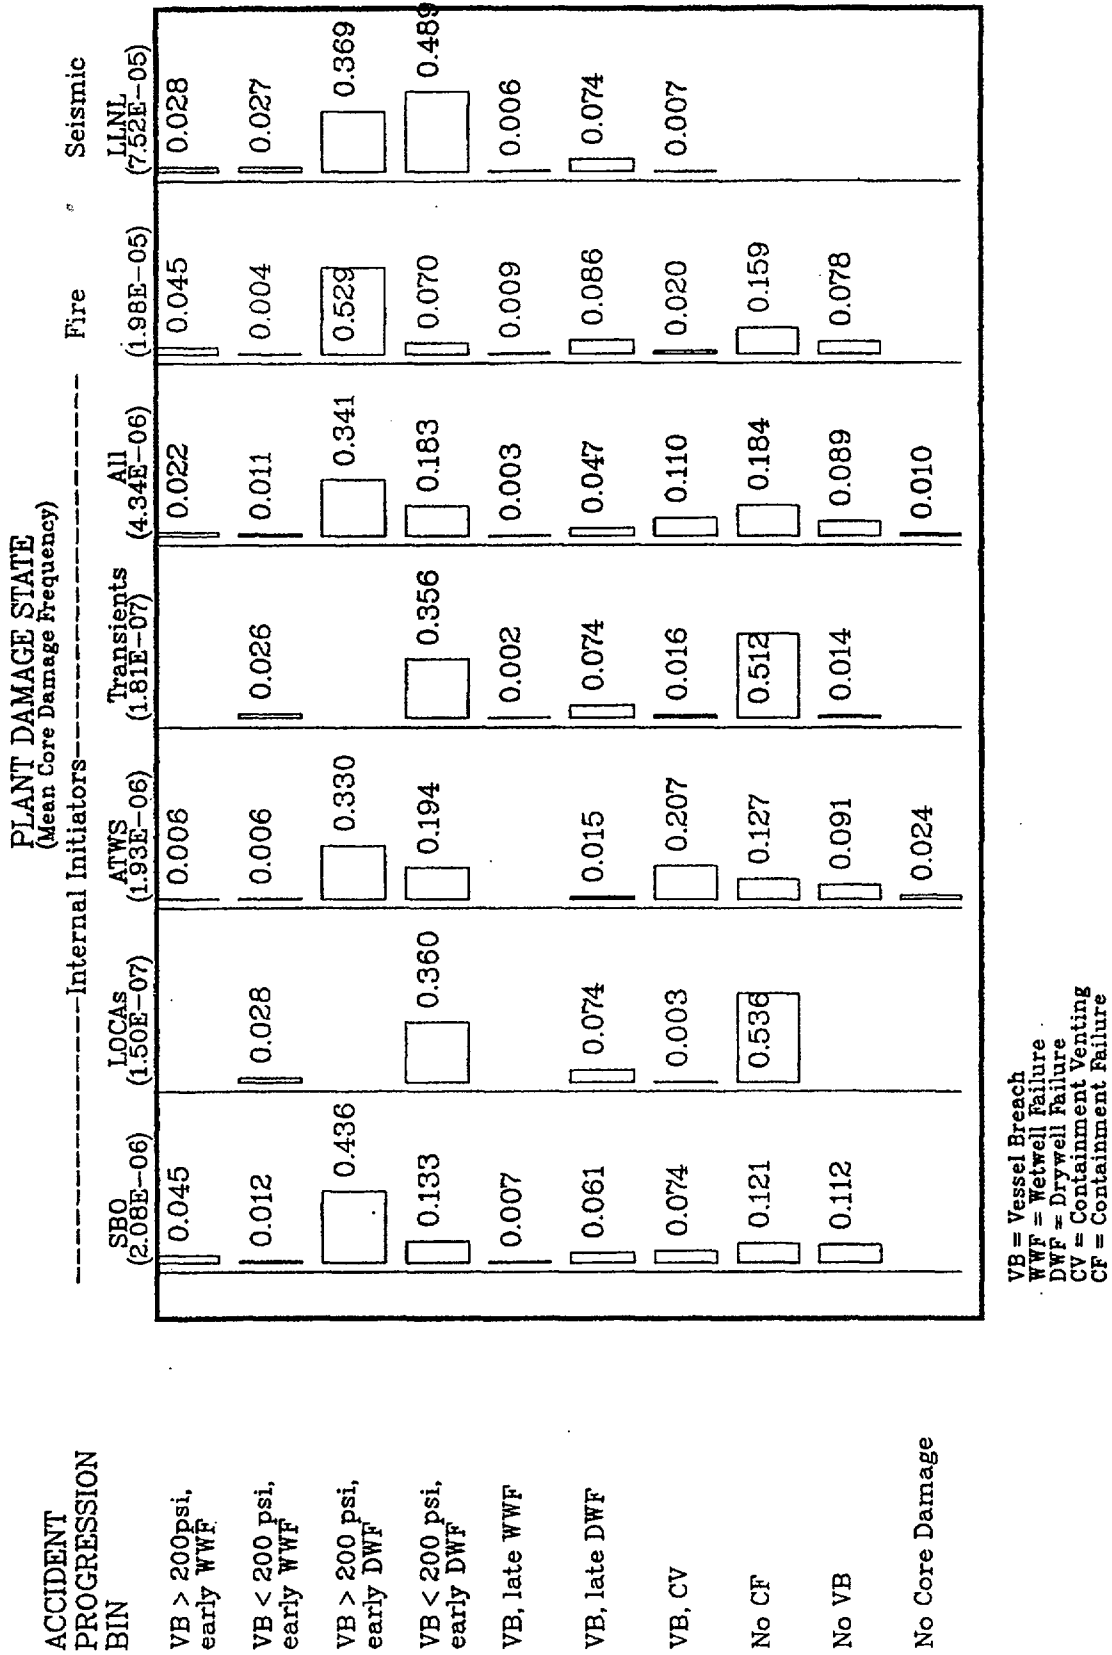 PLANT DAMAGE STATE
(Mean Core Damage Frequency)
ACCIDENT
PROGRESSION
BIN
---------------Internal Initiators---------------
Fire
Seismic
SBO
(2.08E-06)
LOCAs
(1.50E-07)
ATWS
(1.93E-06)
Transients
(1.81E-07)
All
(4.34E-06)
(1.98E-05)
LLNL
(7.52E-05)
VB > 200psi,
early WWF
0.045 0.006 0.022 0.045 0.028
VB < 200 psi,
early WWF
0.012 0.028 0.006 0.026 0.011 0.004 0.027
VB > 200 psi,
early DWF
0.436 0.330 0.341 0.529 0.369
VB < 200 psi,
early DWF
0.133 0.360 0.194 0.356 0.183 0.070 0.489
VB, late WWF
0.007 0.002 0.003 0.009 0.006
VB, late DWF
0.061 0.074 0.015 0.074 0.047 0.086 0.074
VB, CV
0.074 0.003 0.207 0.016 0.110 0.020 0.007
No CF
0.121 0.536 0.127 0.512 0.184 0.159
No VB
0.112 0.091 0.014 0.089 0.078
No Core Damage
0.024 0.010
VB = Vessel Breach
WWF = Wetwell Failure
DWF = Drywell Failure
CV = Containment Venting
CF = Containment Failure